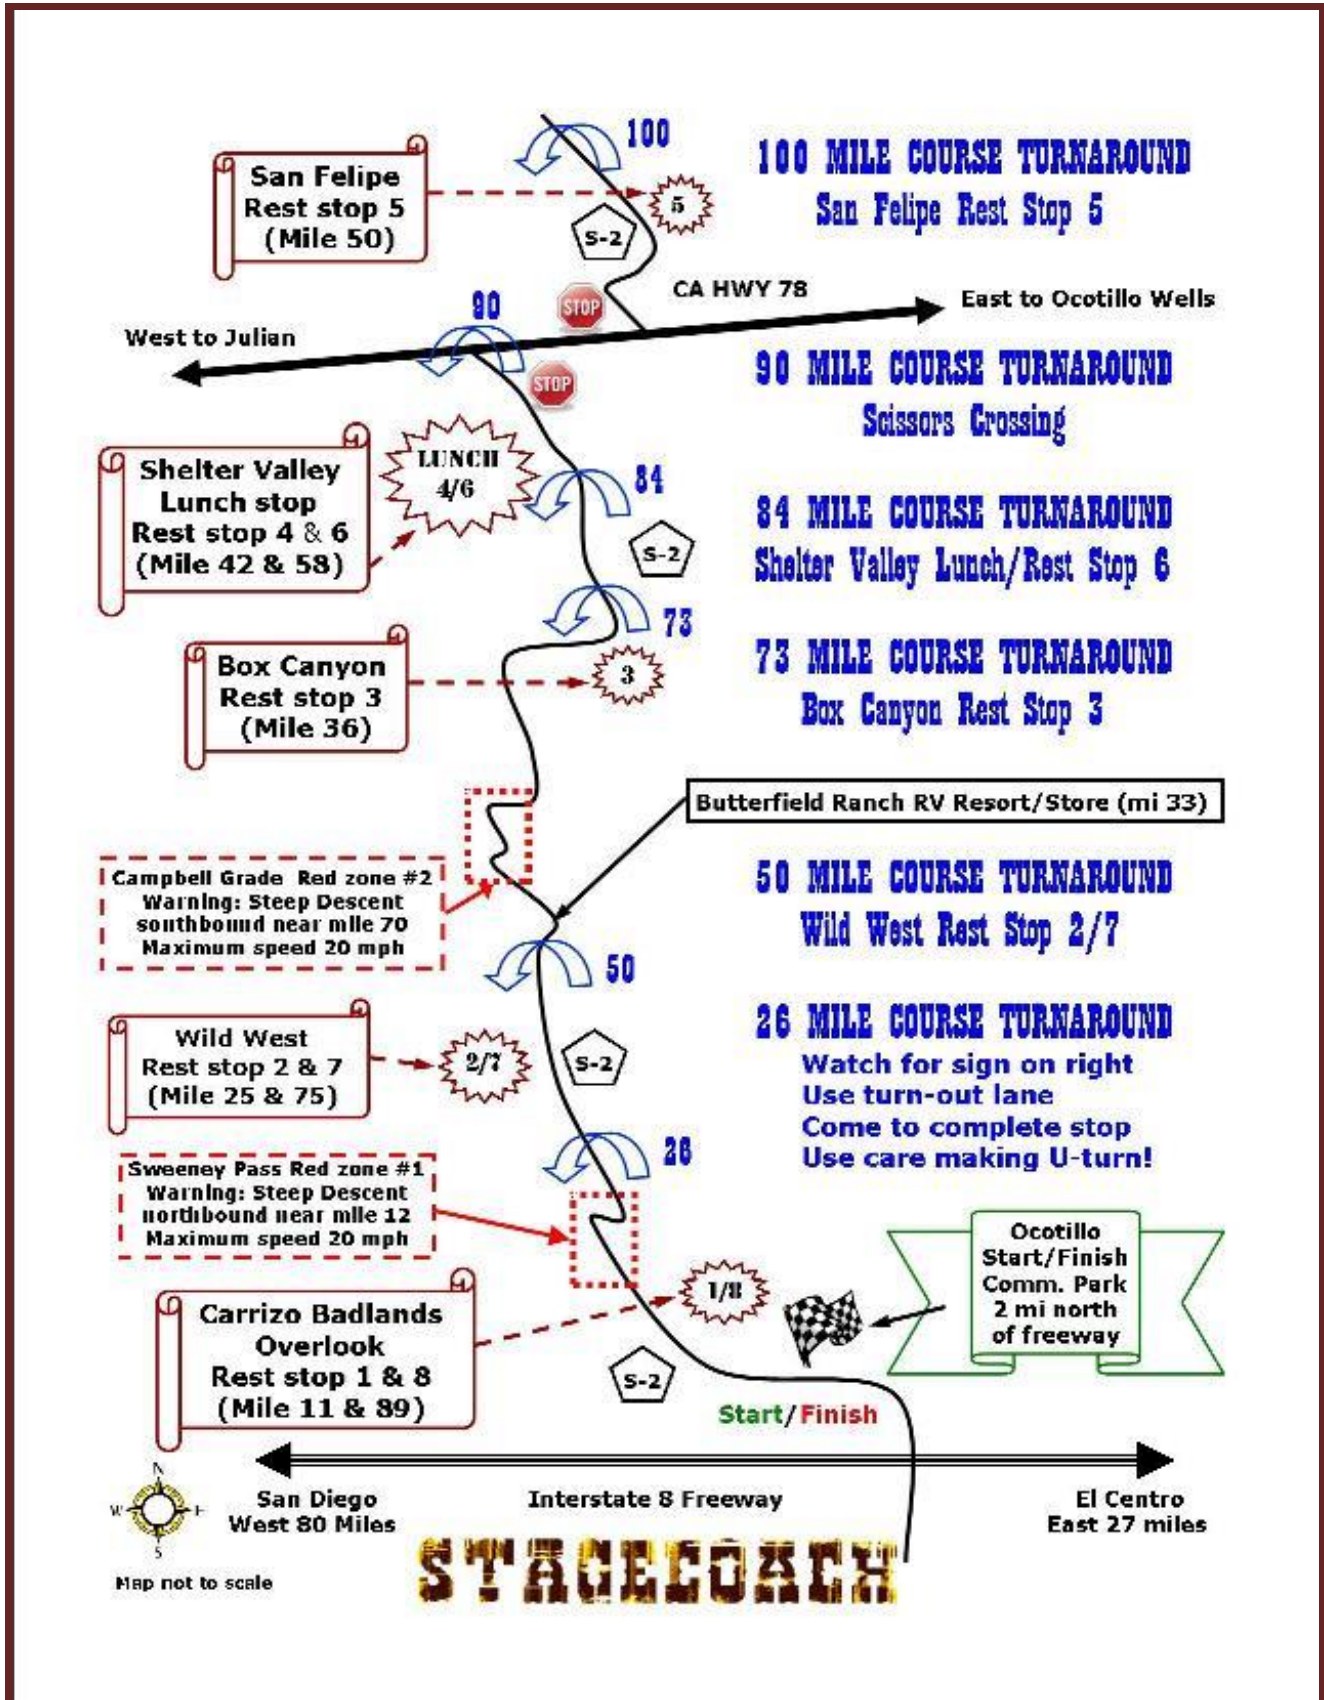 100
100 MILE COURSE TURNAROUND
San Felipe Rest Stop 5
San Felipe
Rest stop 5
(Mile 50)
5
S-2
CA HWY 78
East to Ocotillo Wells
90
STOP
West to Julian
STOP
90 MILE COURSE TURNAROUND
Scissors Crossing
Shelter Valley
Lunch stop
Rest stop 4 & 6
(Mile 42 & 58)
LUNCH
4/6
84
S-2
84 MILE COURSE TURNAROUND
Shelter Valley Lunch/Rest Stop 6
73
Box Canyon
Rest stop 3
(Mile 36)
3
73 MILE COURSE TURNAROUND
Box Canyon Rest Stop 3
Butterfield Ranch RV Resort/Store (mi 33)
Campbell Grade Red zone #2
Warning: Steep Descent
southbound near mile 70
Maximum speed 20 mph
50 MILE COURSE TURNAROUND
Wild West Rest Stop 2/7
50
Wild West
Rest stop 2 & 7
(Mile 25 & 75)
2/7
S-2
26 MILE COURSE TURNAROUND
Watch for sign on right
Use turn-out lane
Come to complete stop
Use care making U-turn!
26
Sweeney Pass Red zone #1
Warning: Steep Descent
northbound near mile 12
Maximum speed 20 mph
Ocotillo
Start/Finish
Comm. Park
2 mi north
of freeway
Carrizo Badlands
Overlook
Rest stop 1 & 8
(Mile 11 & 89)
1/8
S-2
Start/Finish
N
W
E
S
San Diego
West 80 Miles
Interstate 8 Freeway
El Centro
East 27 miles
Map not to scale
STAGECOACH